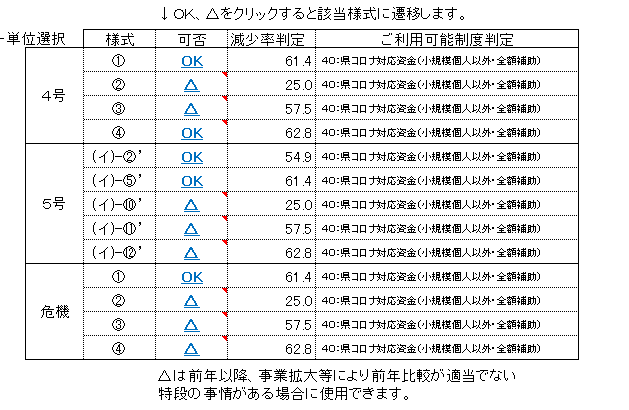 ↓OK、△をクリックすると該当様式に遷移します。
単位選択 様式 可否 減少率判定 ご利用可能制度判定
4号 ① OK 61.4 40:県コロナ対応資金(小規模個人以外・全額補助)
② △ 25.0 40:県コロナ対応資金(小規模個人以外・全額補助)
③ △ 57.5 40:県コロナ対応資金(小規模個人以外・全額補助)
④ OK 62.8 40:県コロナ対応資金(小規模個人以外・全額補助)
5号 (イ)-②’ OK 54.9 40:県コロナ対応資金(小規模個人以外・全額補助)
(イ)-⑤’ OK 61.4 40:県コロナ対応資金(小規模個人以外・全額補助)
(イ)-⑩’ △ 25.0 40:県コロナ対応資金(小規模個人以外・全額補助)
(イ)-⑪’ △ 57.5 40:県コロナ対応資金(小規模個人以外・全額補助)
(イ)-⑫’ △ 62.8 40:県コロナ対応資金(小規模個人以外・全額補助)
危機 ① OK 61.4 40:県コロナ対応資金(小規模個人以外・全額補助)
② △ 25.0 40:県コロナ対応資金(小規模個人以外・全額補助)
③ △ 57.5 40:県コロナ対応資金(小規模個人以外・全額補助)
④ △ 62.8 40:県コロナ対応資金(小規模個人以外・全額補助)
△は前年以降、事業拡大等により前年比較が適当でない
特段の事情がある場合に使用できます。